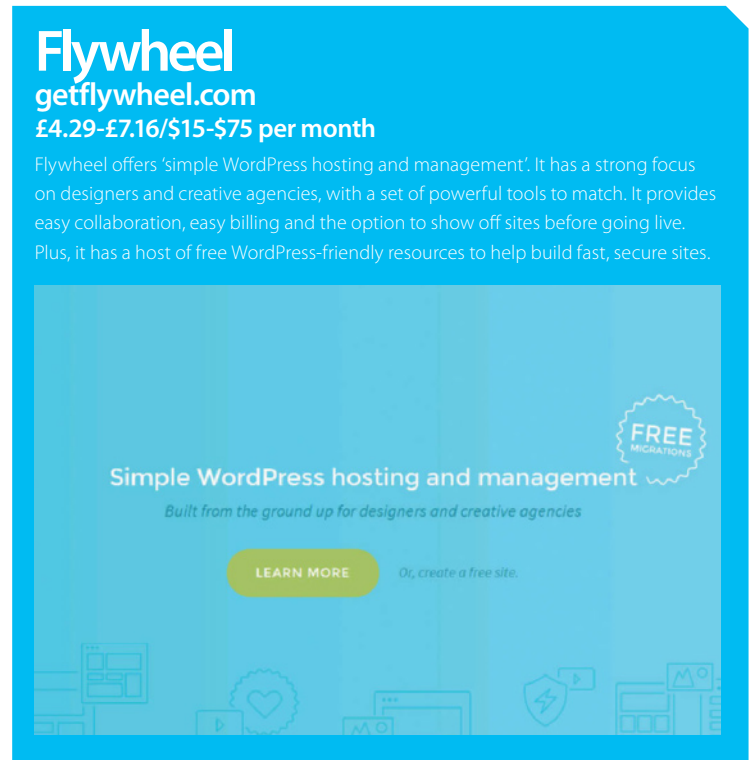 Flywheel
getflywheel.com
£4.29-£7.16/$15-$75 per month
Flywheel offers ‘simple WordPress hosting and management’. It has a strong focus
on designers and creative agencies, with a set of powerful tools to match. It provides
easy collaboration, easy billing and the option to show off sites before going live.
Plus, it has a host of free WordPress-friendly resources to help build fast, secure sites.
FREE
MIGRATIONS
Simple WordPress hosting and management
Built from the ground up for designers and creative agencies
LEARN MORE
Or, create a free site.